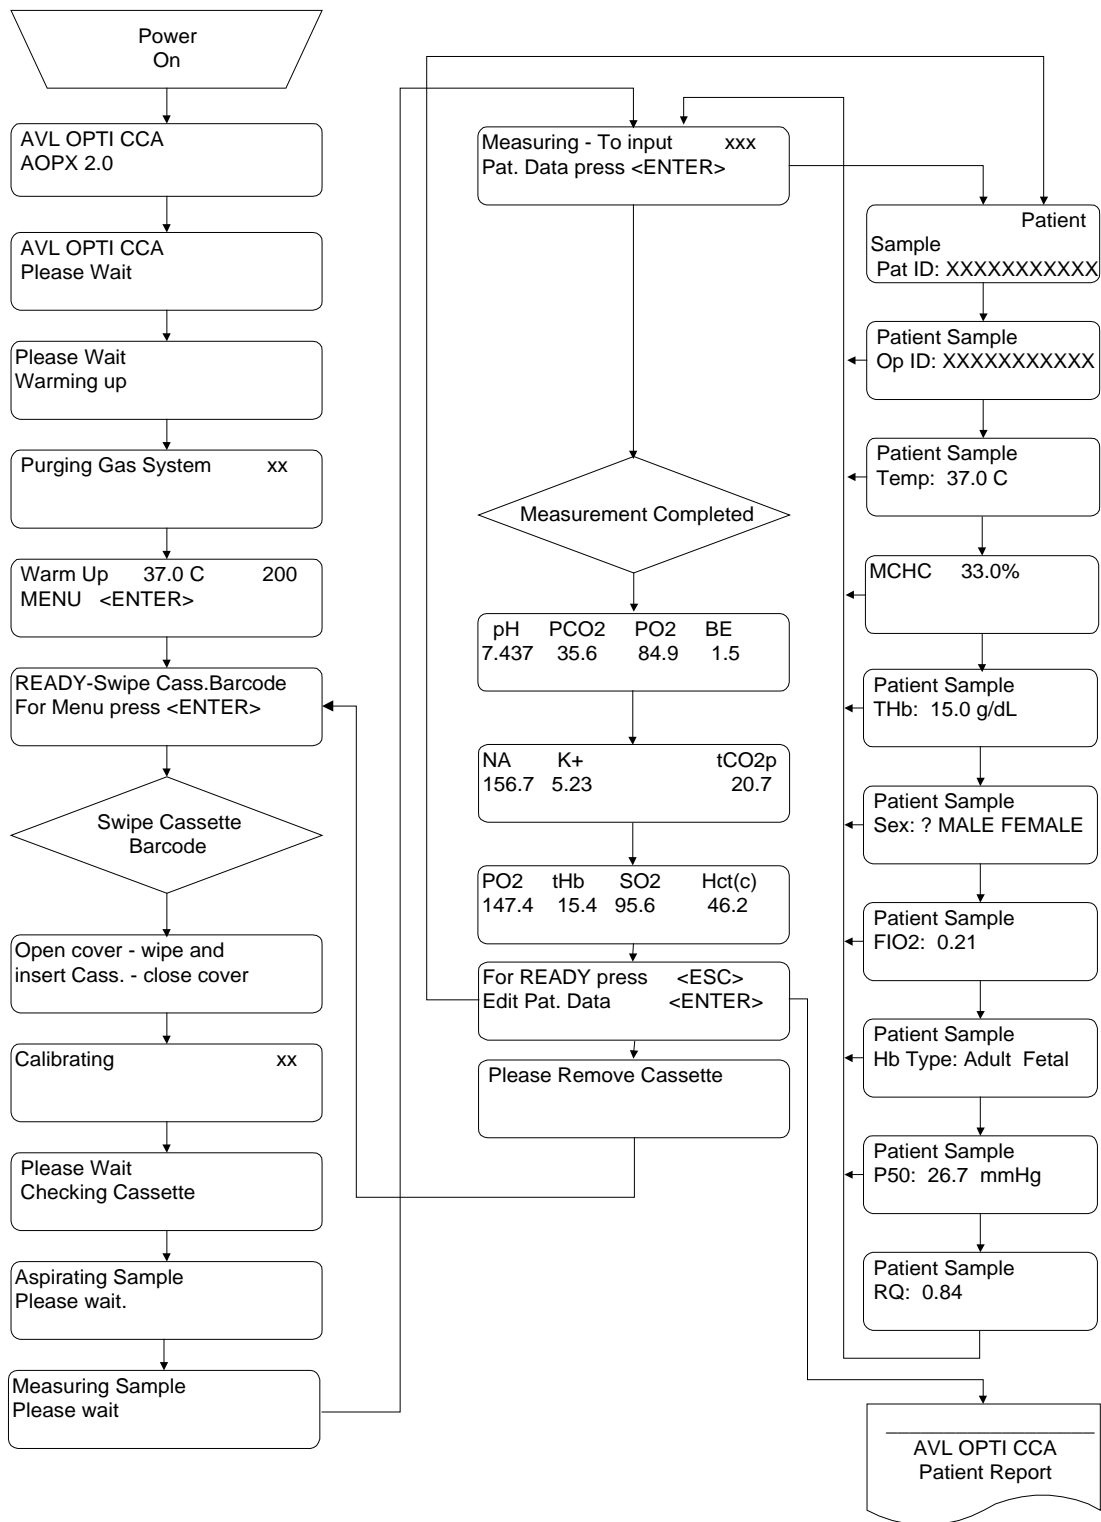 Power
On
AVL OPTI CCA
AOPX 2.0
AVL OPTI CCA
Please Wait
Please Wait
Warming up
Purging Gas System xx
Warm Up 37.0 C 200
MENU <ENTER>
READY-Swipe Cass.Barcode
For Menu press <ENTER>
Swipe Cassette
Barcode
Open cover - wipe and
insert Cass. - close cover
Calibrating xx
Please Wait
Checking Cassette
Aspirating Sample
Please wait.
Measuring Sample
Please wait
Measuring - To input xxx
Pat. Data press <ENTER>
Measurement Completed
pH PCO2 PO2 BE
7.437 35.6 84.9 1.5
NA K+ tCO2p
156.7 5.23 20.7
PO2 tHb SO2 Hct(c)
147.4 15.4 95.6 46.2
For READY press <ESC>
Edit Pat. Data <ENTER>
Please Remove Cassette
Patient
Sample
Pat ID: XXXXXXXXXXX
Patient Sample
Op ID: XXXXXXXXXXX
Patient Sample
Temp: 37.0 C
MCHC 33.0%
Patient Sample
THb: 15.0 g/dL
Patient Sample
Sex: ? MALE FEMALE
Patient Sample
FIO2: 0.21
Patient Sample
Hb Type: Adult Fetal
Patient Sample
P50: 26.7 mmHg
Patient Sample
RQ: 0.84
AVL OPTI CCA
Patient Report